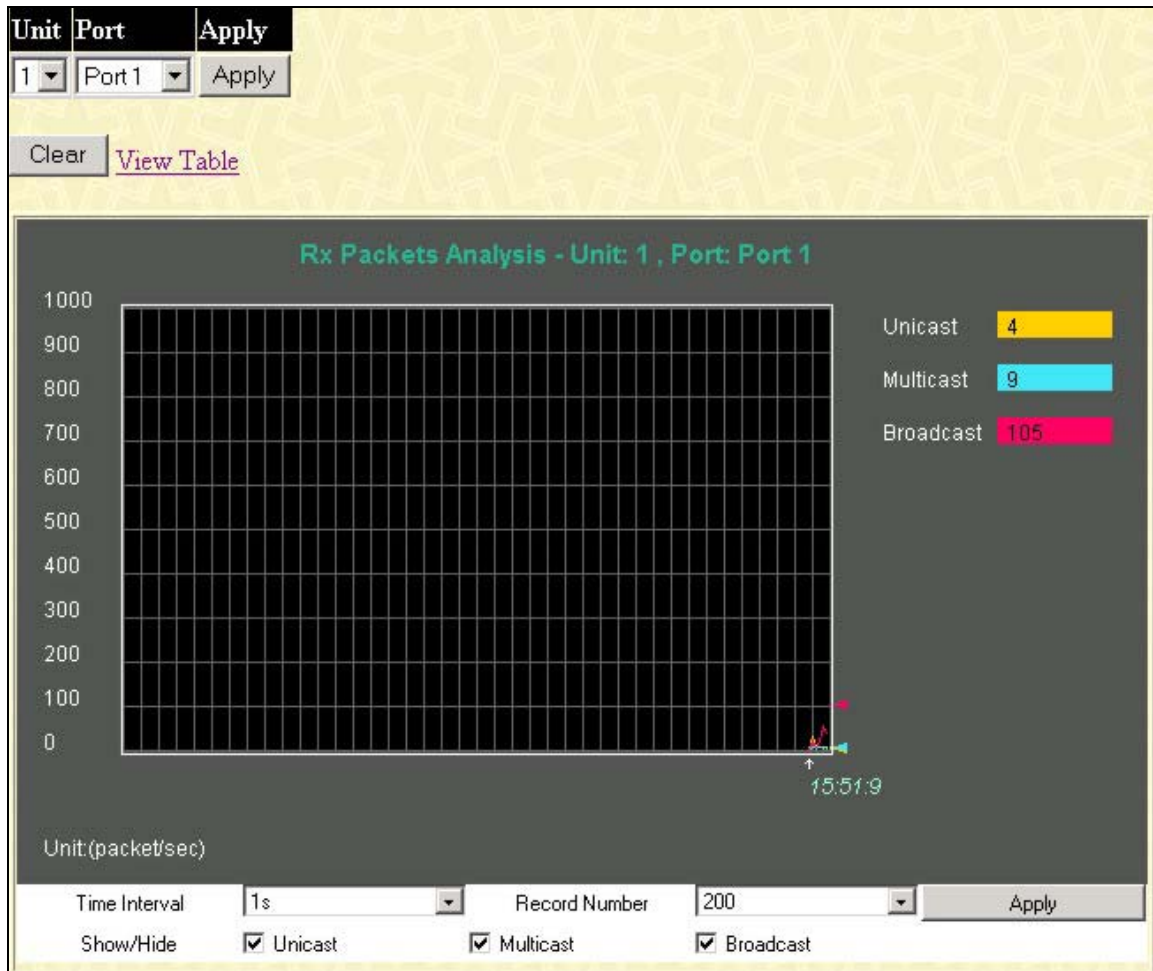 Unit Port Apply
1 Port 1 Apply
Clear View Table
Rx Packets Analysis - Unit: 1 , Port: Port 1
1000
900
800
700
600
500
400
300
200
100
0
Unicast 4
Multicast 9
Broadcast 105
15:51:9
Unit:(packet/sec)
Time Interval 1s Record Number 200 Apply
Show/Hide Unicast Multicast Broadcast